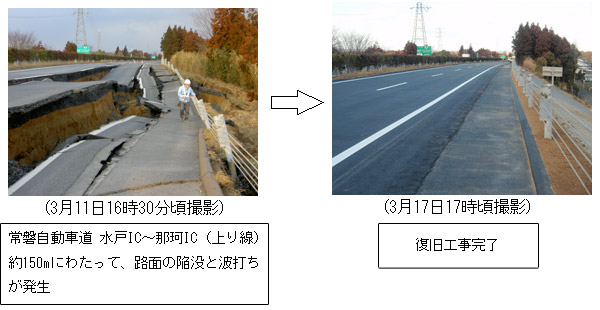 (3月11日16時30分頃撮影)
常磐自動車道 水戸IC～那珂IC (上り線)
約150mにわたって、路面の陥没と波打ち
が発生
(3月17日17時頃撮影)
復旧工事完了